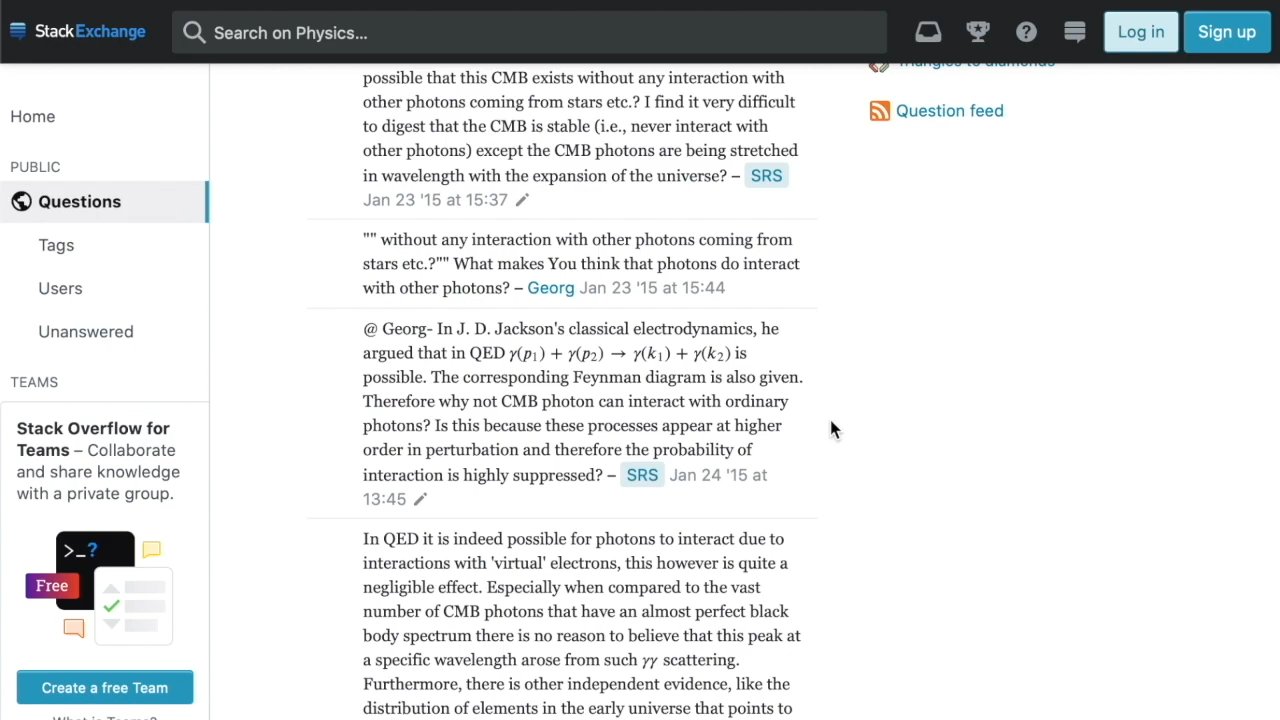 StackExchange
Search on Physics...
?
Log in
Sign up
Home
PUBLIC
Questions
Tags
Users
Unanswered
TEAMS
Stack Overflow for
Teams – Collaborate
and share knowledge
with a private group.
>_?
Free
Create a free Team
What is Teams?
possible that this CMB exists without any interaction with
other photons coming from stars etc.? I find it very difficult
to digest that the CMB is stable (i.e., never interact with
other photons) except the CMB photons are being stretched
in wavelength with the expansion of the universe? – SRS
Jan 23 '15 at 15:37
"" without any interaction with other photons coming from
stars etc.?"" What makes You think that photons do interact
with other photons? – Georg Jan 23 '15 at 15:44
@ Georg- In J. D. Jackson's classical electrodynamics, he
argued that in QED γ(p₁) + γ(p₂) → γ(k₁) + γ(k₂) is
possible. The corresponding Feynman diagram is also given.
Therefore why not CMB photon can interact with ordinary
photons? Is this because these processes appear at higher
order in perturbation and therefore the probability of
interaction is highly suppressed? – SRS Jan 24 '15 at
13:45
In QED it is indeed possible for photons to interact due to
interactions with 'virtual' electrons, this however is quite a
negligible effect. Especially when compared to the vast
number of CMB photons that have an almost perfect black
body spectrum there is no reason to believe that this peak at
a specific wavelength arose from such γγ scattering.
Furthermore, there is other independent evidence, like the
distribution of elements in the early universe that points to
Triangles to diamonds
Question feed